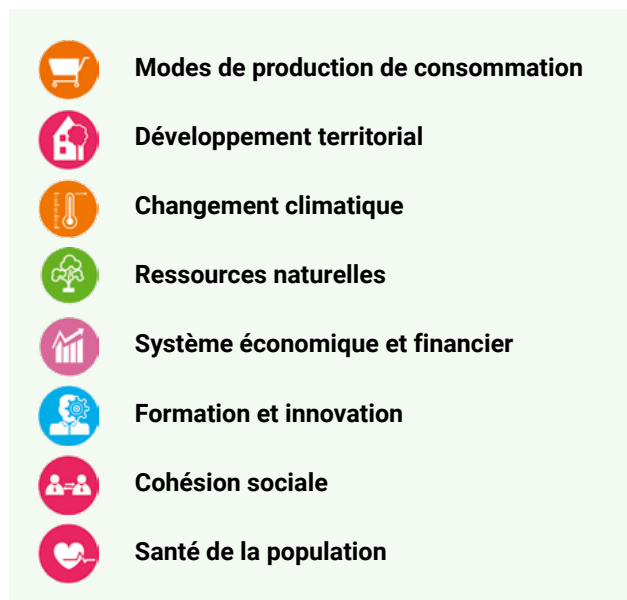 Modes de production de consommation
Développement territorial
Changement climatique
Ressources naturelles
Système économique et financier
Formation et innovation
Cohésion sociale
Santé de la population